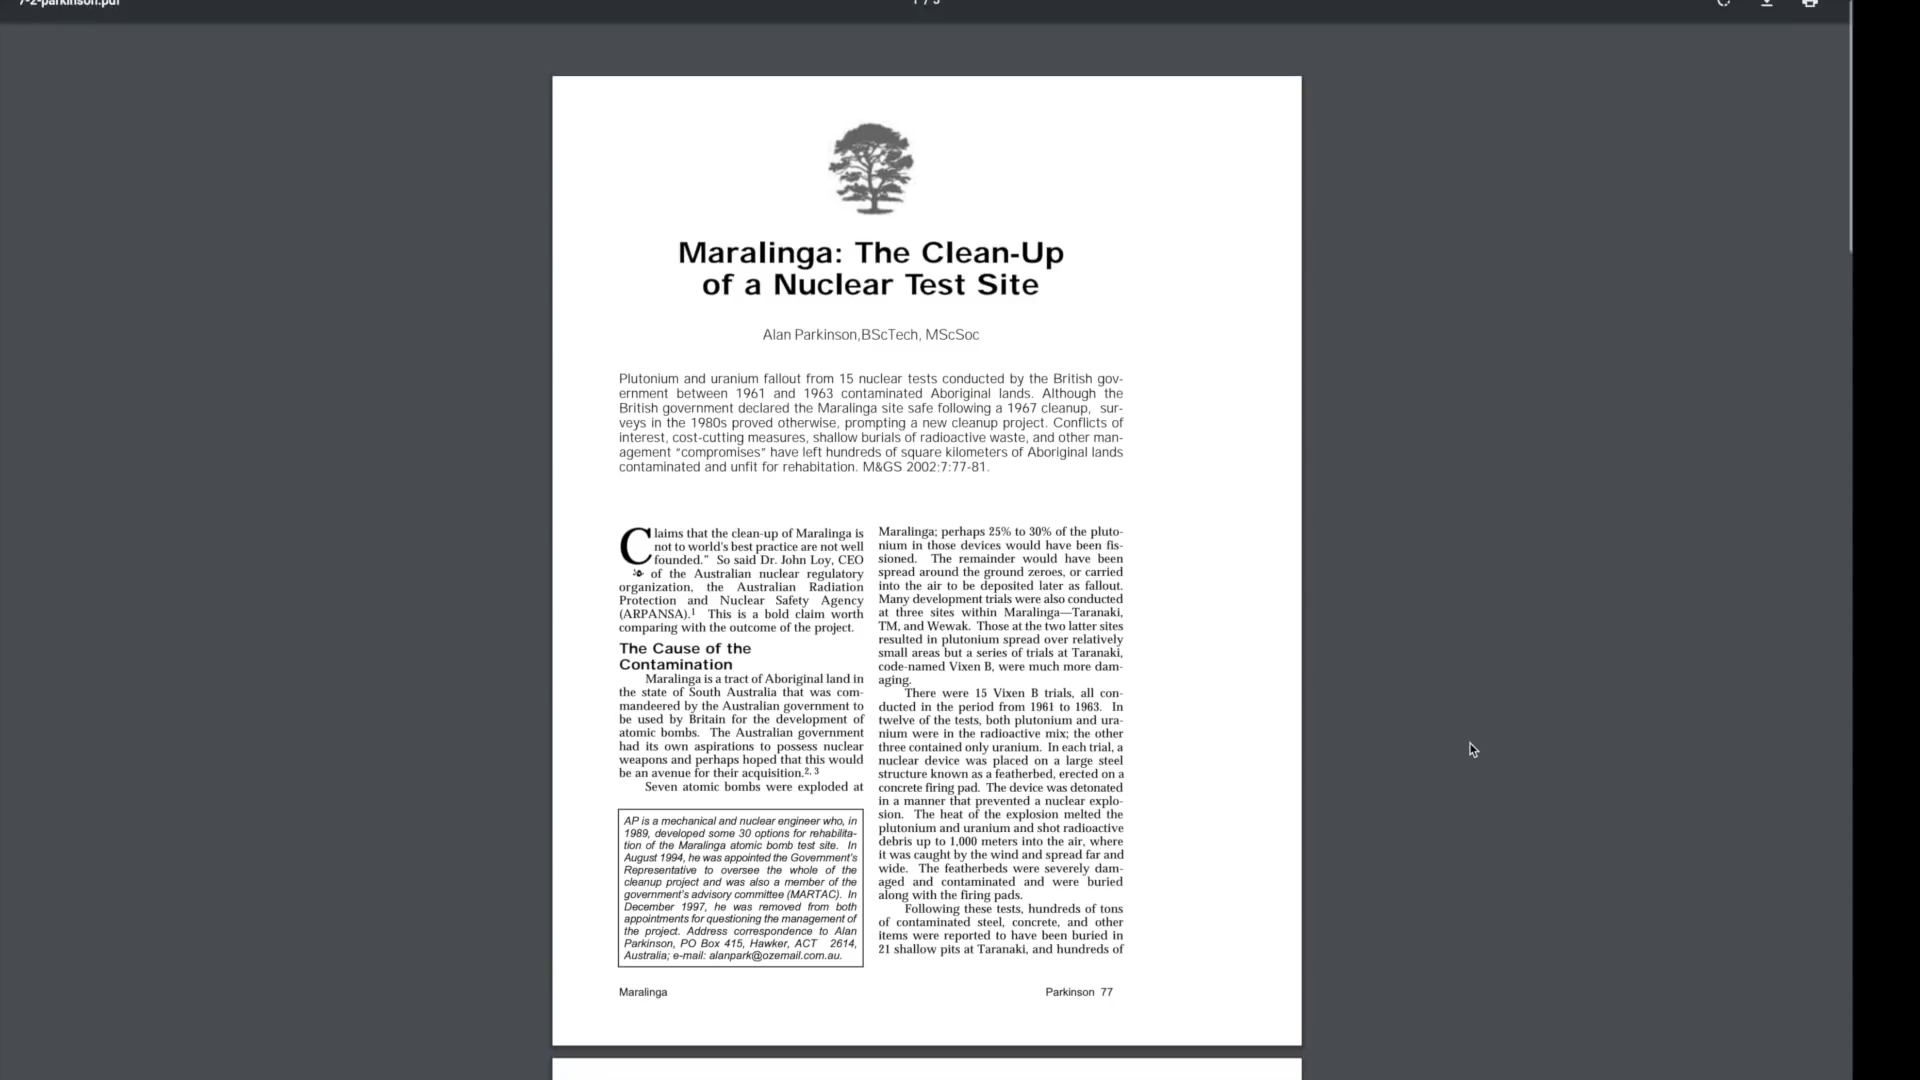 7-2-parkinson.pdf
1 / 5
Maralinga: The Clean-Up
of a Nuclear Test Site
Alan Parkinson,BScTech, MScSoc
Plutonium and uranium fallout from 15 nuclear tests conducted by the British gov-
ernment between 1961 and 1963 contaminated Aboriginal lands. Although the
British government declared the Maralinga site safe following a 1967 cleanup, sur-
veys in the 1980s proved otherwise, prompting a new cleanup project. Conflicts of
interest, cost-cutting measures, shallow burials of radioactive waste, and other man-
agement "compromises" have left hundreds of square kilometers of Aboriginal lands
contaminated and unfit for rehabitation. M&GS 2002:7:77-81.
Claims that the clean-up of Maralinga is
not to world's best practice are not well
founded." So said Dr. John Loy, CEO
of the Australian nuclear regulatory
organization, the Australian Radiation
Protection and Nuclear Safety Agency
(ARPANSA).1 This is a bold claim worth
comparing with the outcome of the project.
The Cause of the
Contamination
Maralinga is a tract of Aboriginal land in
the state of South Australia that was com-
mandeered by the Australian government to
be used by Britain for the development of
atomic bombs. The Australian government
had its own aspirations to possess nuclear
weapons and perhaps hoped that this would
be an avenue for their acquisition.2, 3
Seven atomic bombs were exploded at
AP is a mechanical and nuclear engineer who, in
1989, developed some 30 options for rehabilita-
tion of the Maralinga atomic bomb test site. In
August 1994, he was appointed the Government's
Representative to oversee the whole of the
cleanup project and was also a member of the
government's advisory committee (MARTAC). In
December 1997, he was removed from both
appointments for questioning the management of
the project. Address correspondence to Alan
Parkinson, PO Box 415, Hawker, ACT 2614,
Australia; e-mail: alanpark@ozemail.com.au.
Maralinga; perhaps 25% to 30% of the pluto-
nium in those devices would have been fis-
sioned. The remainder would have been
spread around the ground zeroes, or carried
into the air to be deposited later as fallout.
Many development trials were also conducted
at three sites within Maralinga—Taranaki,
TM, and Wewak. Those at the two latter sites
resulted in plutonium spread over relatively
small areas but a series of trials at Taranaki,
code-named Vixen B, were much more dam-
aging.
There were 15 Vixen B trials, all con-
ducted in the period from 1961 to 1963. In
twelve of the tests, both plutonium and ura-
nium were in the radioactive mix; the other
three contained only uranium. In each trial, a
nuclear device was placed on a large steel
structure known as a featherbed, erected on a
concrete firing pad. The device was detonated
in a manner that prevented a nuclear explo-
sion. The heat of the explosion melted the
plutonium and uranium and shot radioactive
debris up to 1,000 meters into the air, where
it was caught by the wind and spread far and
wide. The featherbeds were severely dam-
aged and contaminated and were buried
along with the firing pads.
Following these tests, hundreds of tons
of contaminated steel, concrete, and other
items were reported to have been buried in
21 shallow pits at Taranaki, and hundreds of
Maralinga
Parkinson 77